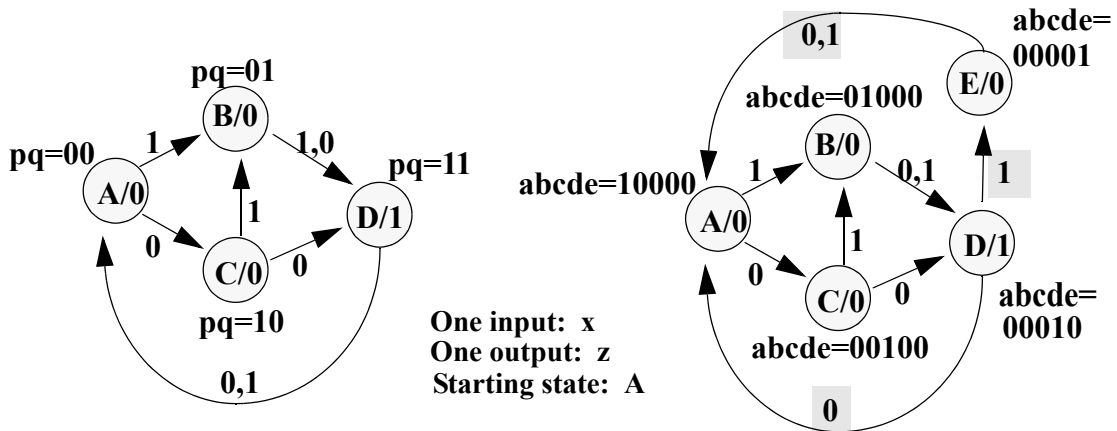 pq=01
B/0
pq=00
1
1,0
pq=11
A/0
1
D/1
0
0
C/0
pq=10
0,1
One input: x
One output: z
Starting state: A
0,1
abcde=
00001
E/0
abcde=01000
B/0
abcde=10000
1
0,1
1
A/0
1
D/1
0
0
C/0
abcde=
00010
abcde=00100
0